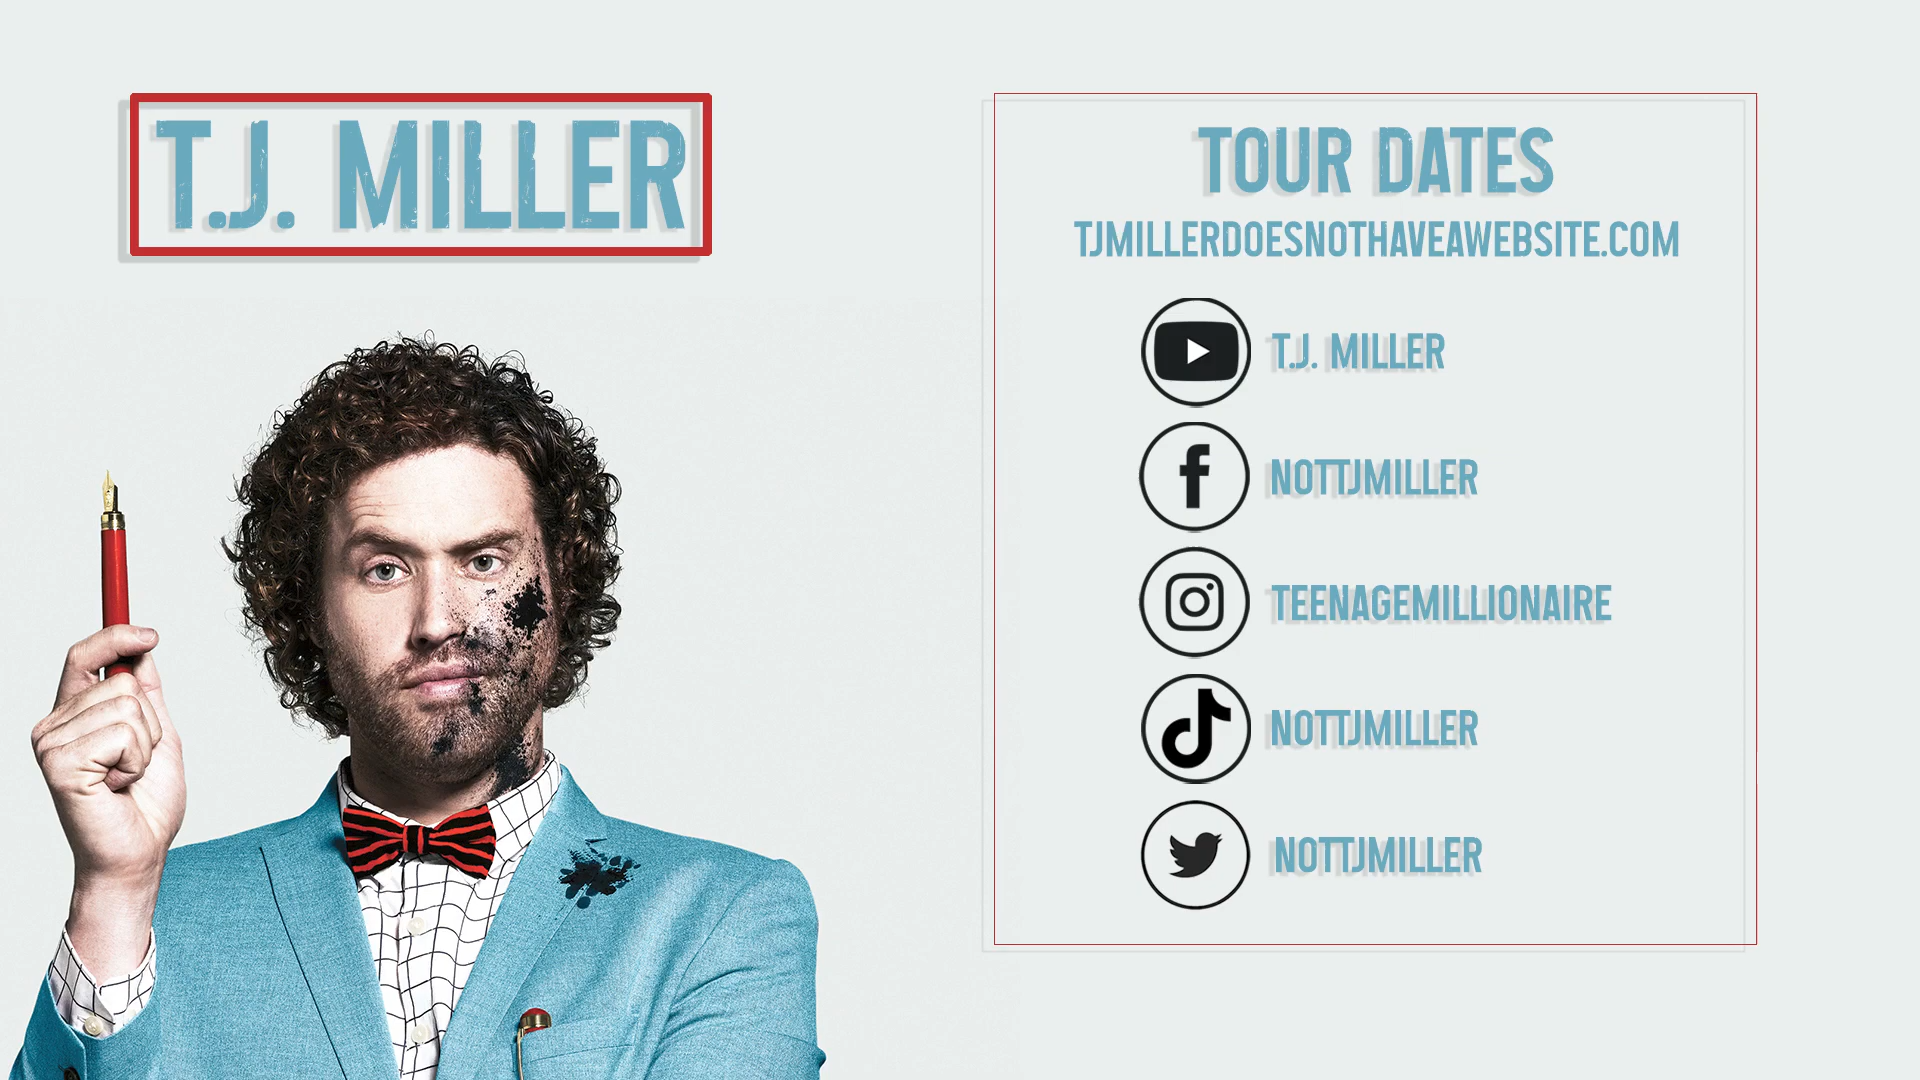 T.J. MILLER
TOUR DATES
TJMILLERDOESNOTHAVEAWEBSITE.COM
T.J. MILLER
NOTTJMILLER
TEENAGEMILLIONAIRE
NOTTJMILLER
NOTTJMILLER